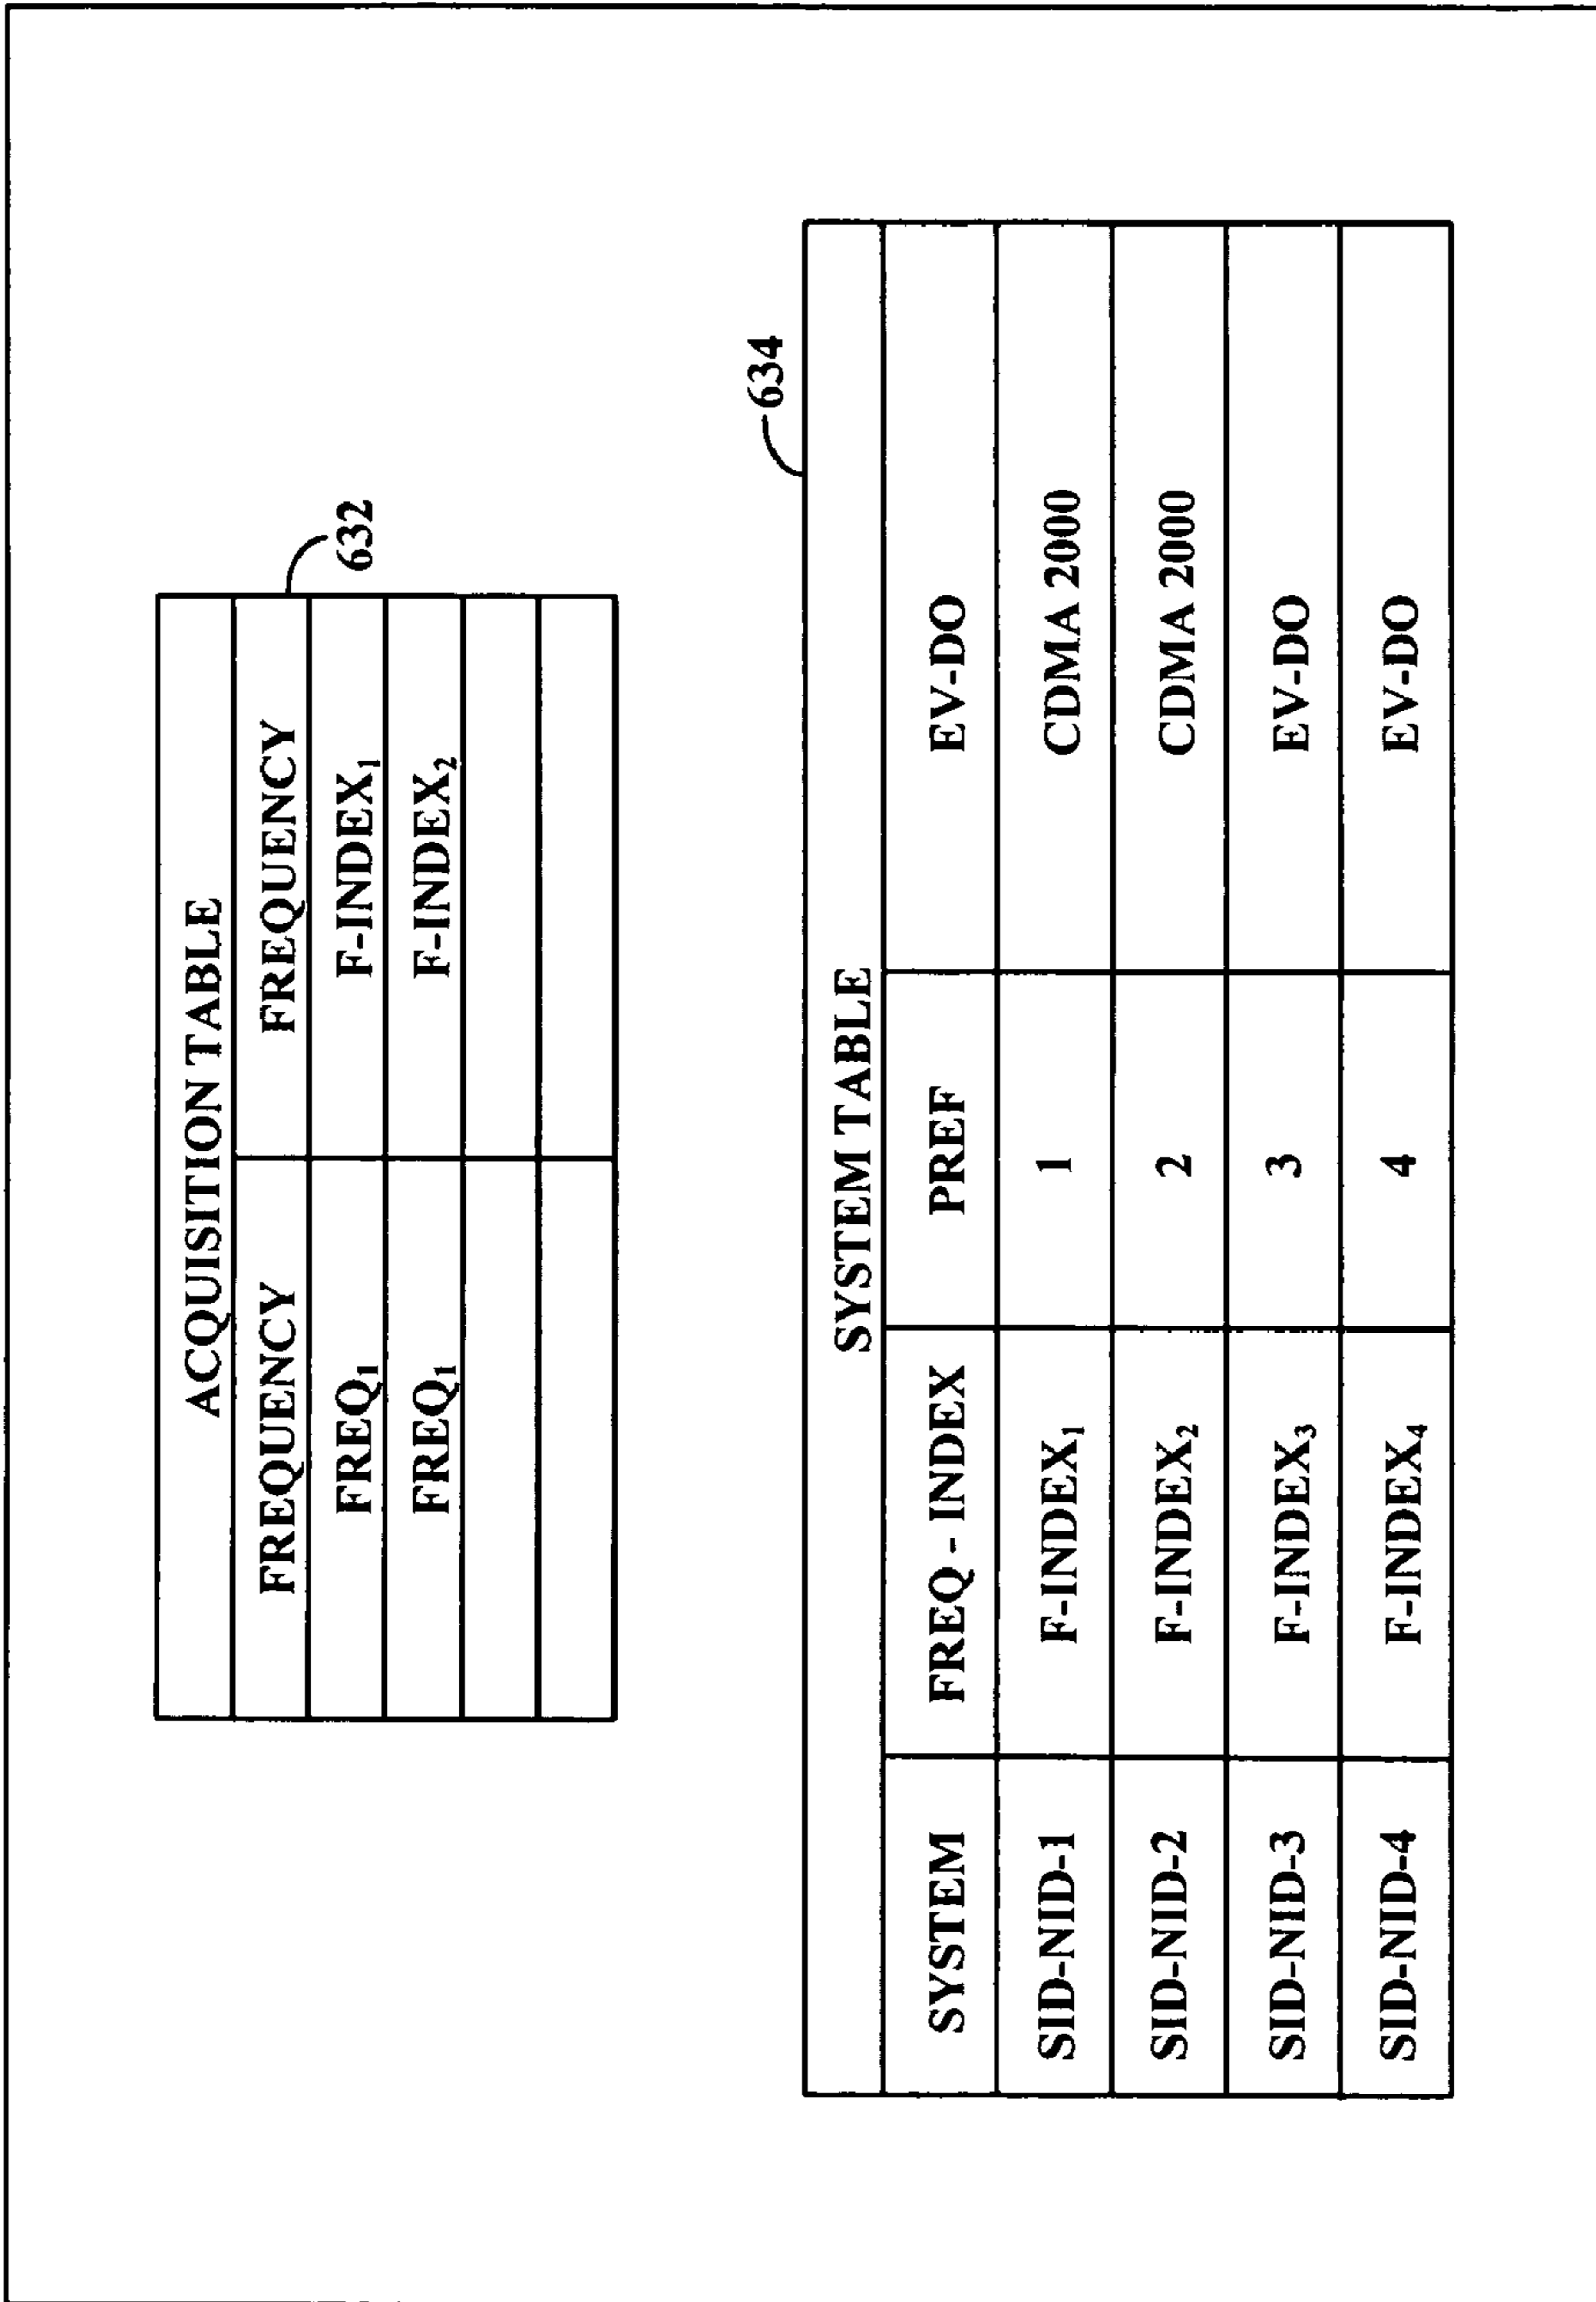 ACQUISITION TABLE
632
FREQUENCY FREQUENCY
FREQ₁ F-INDEX₁
FREQ₁ F-INDEX₂
634
SYSTEM TABLE
SYSTEM FREQ - INDEX PREF EV-DO
SID-NID-1 F-INDEX₁ 1 CDMA 2000
SID-NID-2 F-INDEX₂ 2 CDMA 2000
SID-NID-3 F-INDEX₃ 3 EV-DO
SID-NID-4 F-INDEX₄ 4 EV-DO